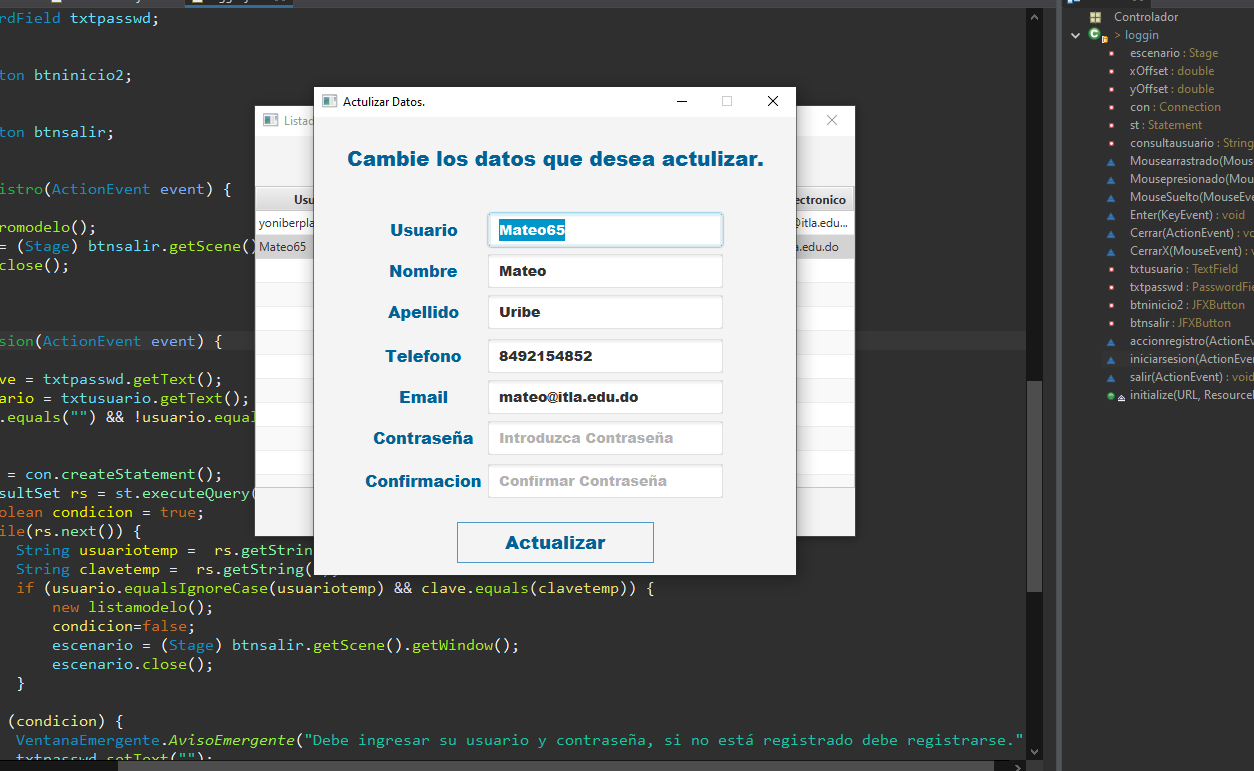 rdField txtpasswd;
ton btninicio2;
ton btnsalir;
istro(ActionEvent event) {
romodelo();
= (Stage) btnsalir.getScene()
close();
sion(ActionEvent event) {
ve = txtpasswd.getText();
ario = txtusuario.getText();
.equals("") && !usuario.equal
= con.createStatement();
sultSet rs = st.executeQuery(
olean condicion = true;
ile(rs.next()) {
String usuariotemp = rs.getStrin
String clavetemp = rs.getString(
if (usuario.equalsIgnoreCase(usuariotemp) && clave.equals(clavetemp)) {
new listamodelo();
condicion=false;
escenario = (Stage) btnsalir.getScene().getWindow();
escenario.close();
}
(condicion) {
VentanaEmergente.AvisoEmergente("Debe ingresar su usuario y contraseña, si no está registrado debe registrarse."
txtpasswd.setText("");
Listad
Usu
ectronico
yoniberpla
@itla.edu...
Mateo65
a.edu.do
Actulizar Datos.
Cambie los datos que desea actulizar.
Usuario Mateo65
Nombre Mateo
Apellido Uribe
Telefono 8492154852
Email mateo@itla.edu.do
Contraseña Introduzca Contraseña
Confirmacion Confirmar Contraseña
Actualizar
Controlador
> loggin
escenario : Stage
xOffset : double
yOffset : double
con : Connection
st : Statement
consultausuario : String
Mousearrastrado(Mous
Mousepresionado(Mou
MouseSuelto(MouseEve
Enter(KeyEvent) : void
Cerrar(ActionEvent) : vo
CerrarX(MouseEvent) : v
txtusuario : TextField
txtpasswd : PasswordFie
btninicio2 : JFXButton
btnsalir : JFXButton
accionregistro(ActionEv
iniciarsesion(ActionEver
salir(ActionEvent) : void
initialize(URL, ResourceB